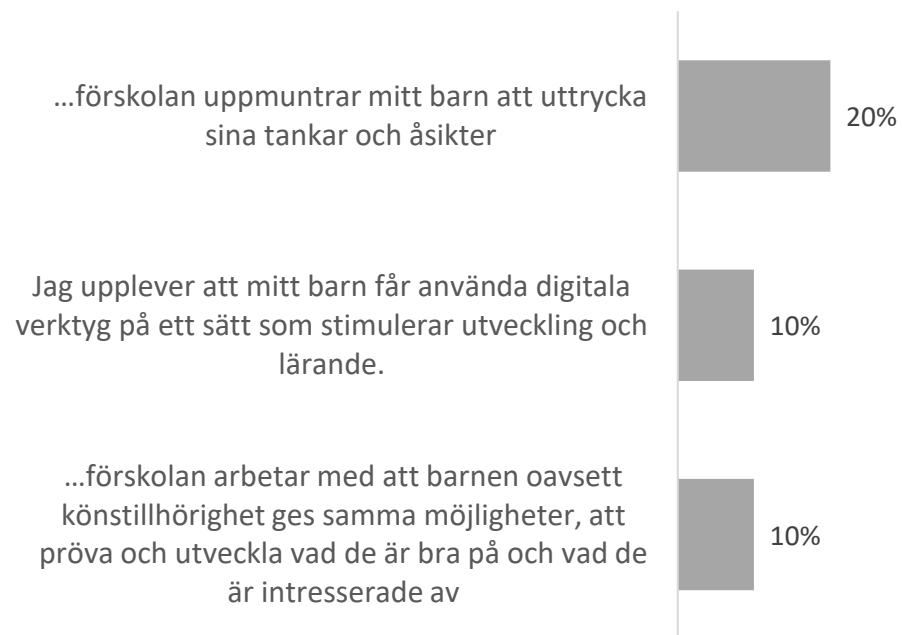 ...förskolan uppmuntrar mitt barn att uttrycka
sina tankar och åsikter
20%
Jag upplever att mitt barn får använda digitala
verktyg på ett sätt som stimulerar utveckling och
lärande.
10%
...förskolan arbetar med att barnen oavsett
könstillhörighet ges samma möjligheter, att
pröva och utveckla vad de är bra på och vad de
är intresserade av
10%